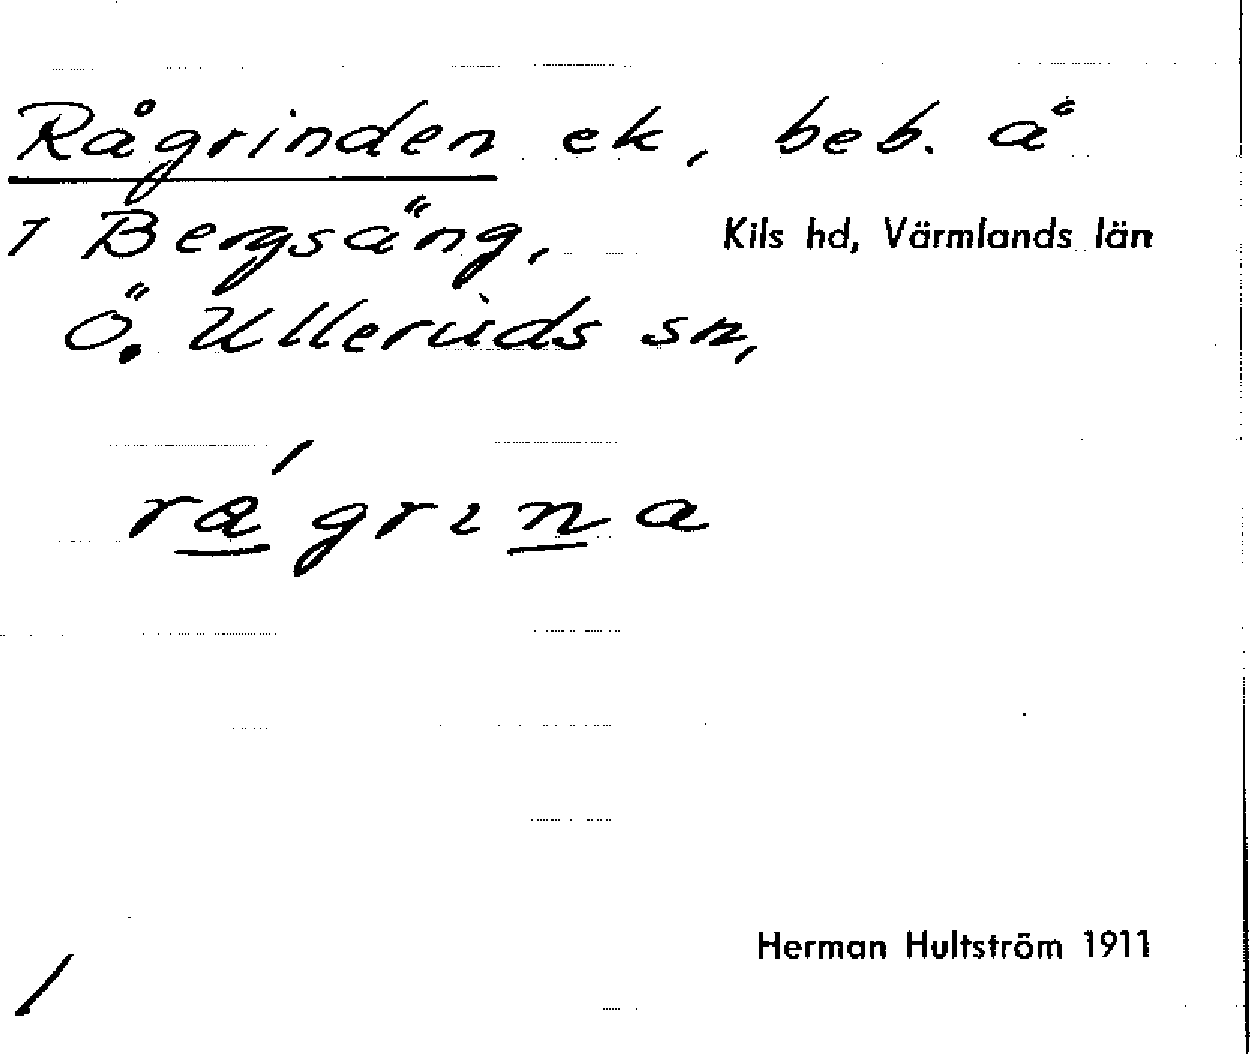 Rågrinden ek, beb. å
1 Bergsäng, Kils hd, Värmlands län
Ö. Ulleruds sn,
rágrina
Herman Hultström 1911
/